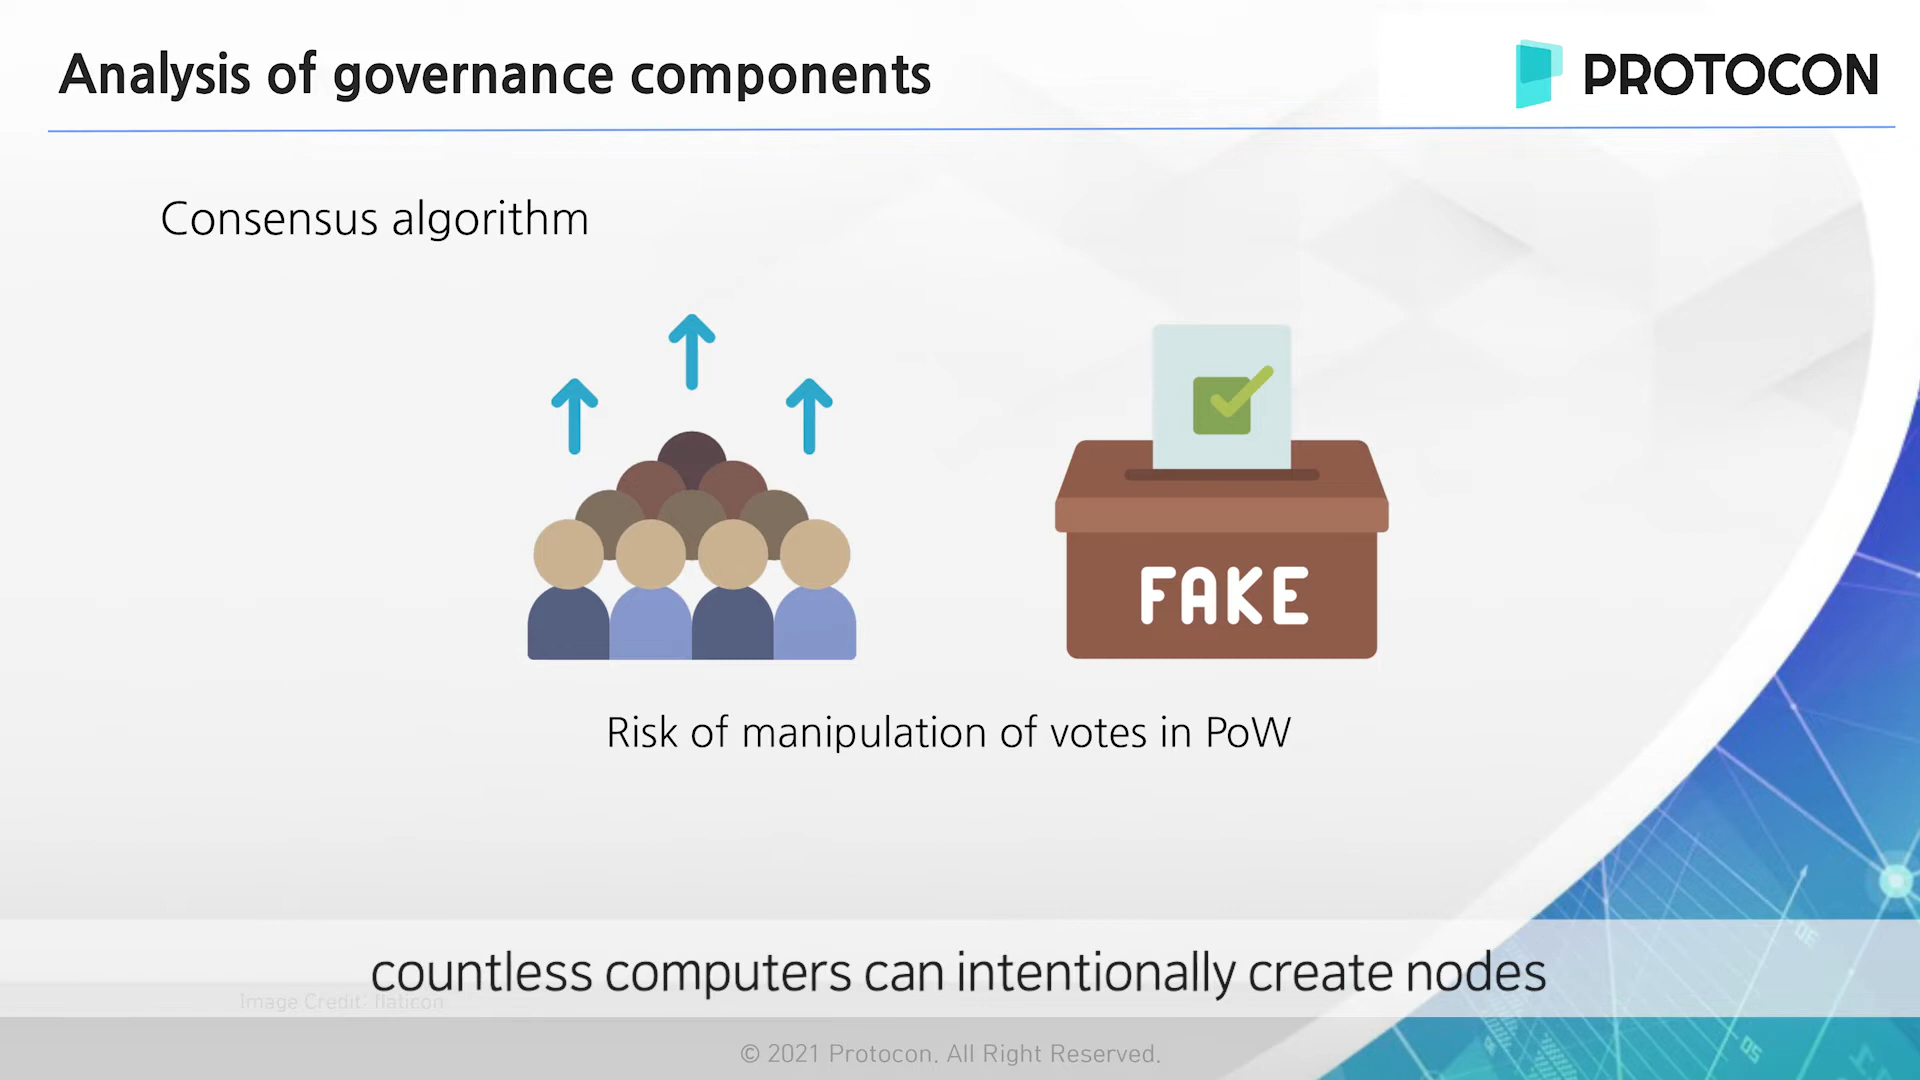 Analysis of governance components
PROTOCON
Consensus algorithm
FAKE
Risk of manipulation of votes in PoW
countless computers can intentionally create nodes
Image Credit: flaticon
© 2021 Protocon. All Right Reserved.